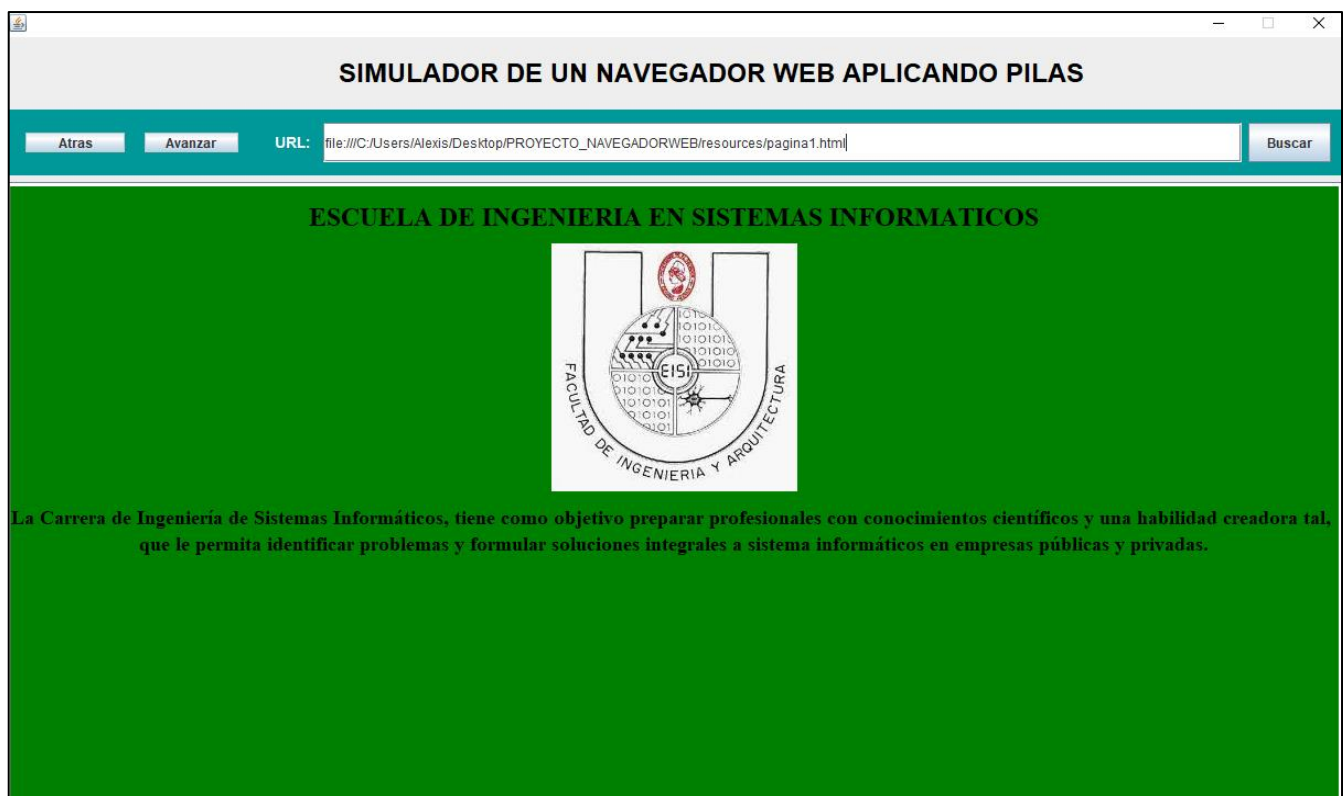 SIMULADOR DE UN NAVEGADOR WEB APLICANDO PILAS
Atras
Avanzar
URL:
file:///C:/Users/Alexis/Desktop/PROYECTO_NAVEGADORWEB/resources/pagina1.html
Buscar
ESCUELA DE INGENIERIA EN SISTEMAS INFORMATICOS
EISI
FACULTAD DE INGENIERIA Y ARQUITECTURA
La Carrera de Ingeniería de Sistemas Informáticos, tiene como objetivo preparar profesionales con conocimientos científicos y una habilidad creadora tal,
que le permita identificar problemas y formular soluciones integrales a sistema informáticos en empresas públicas y privadas.